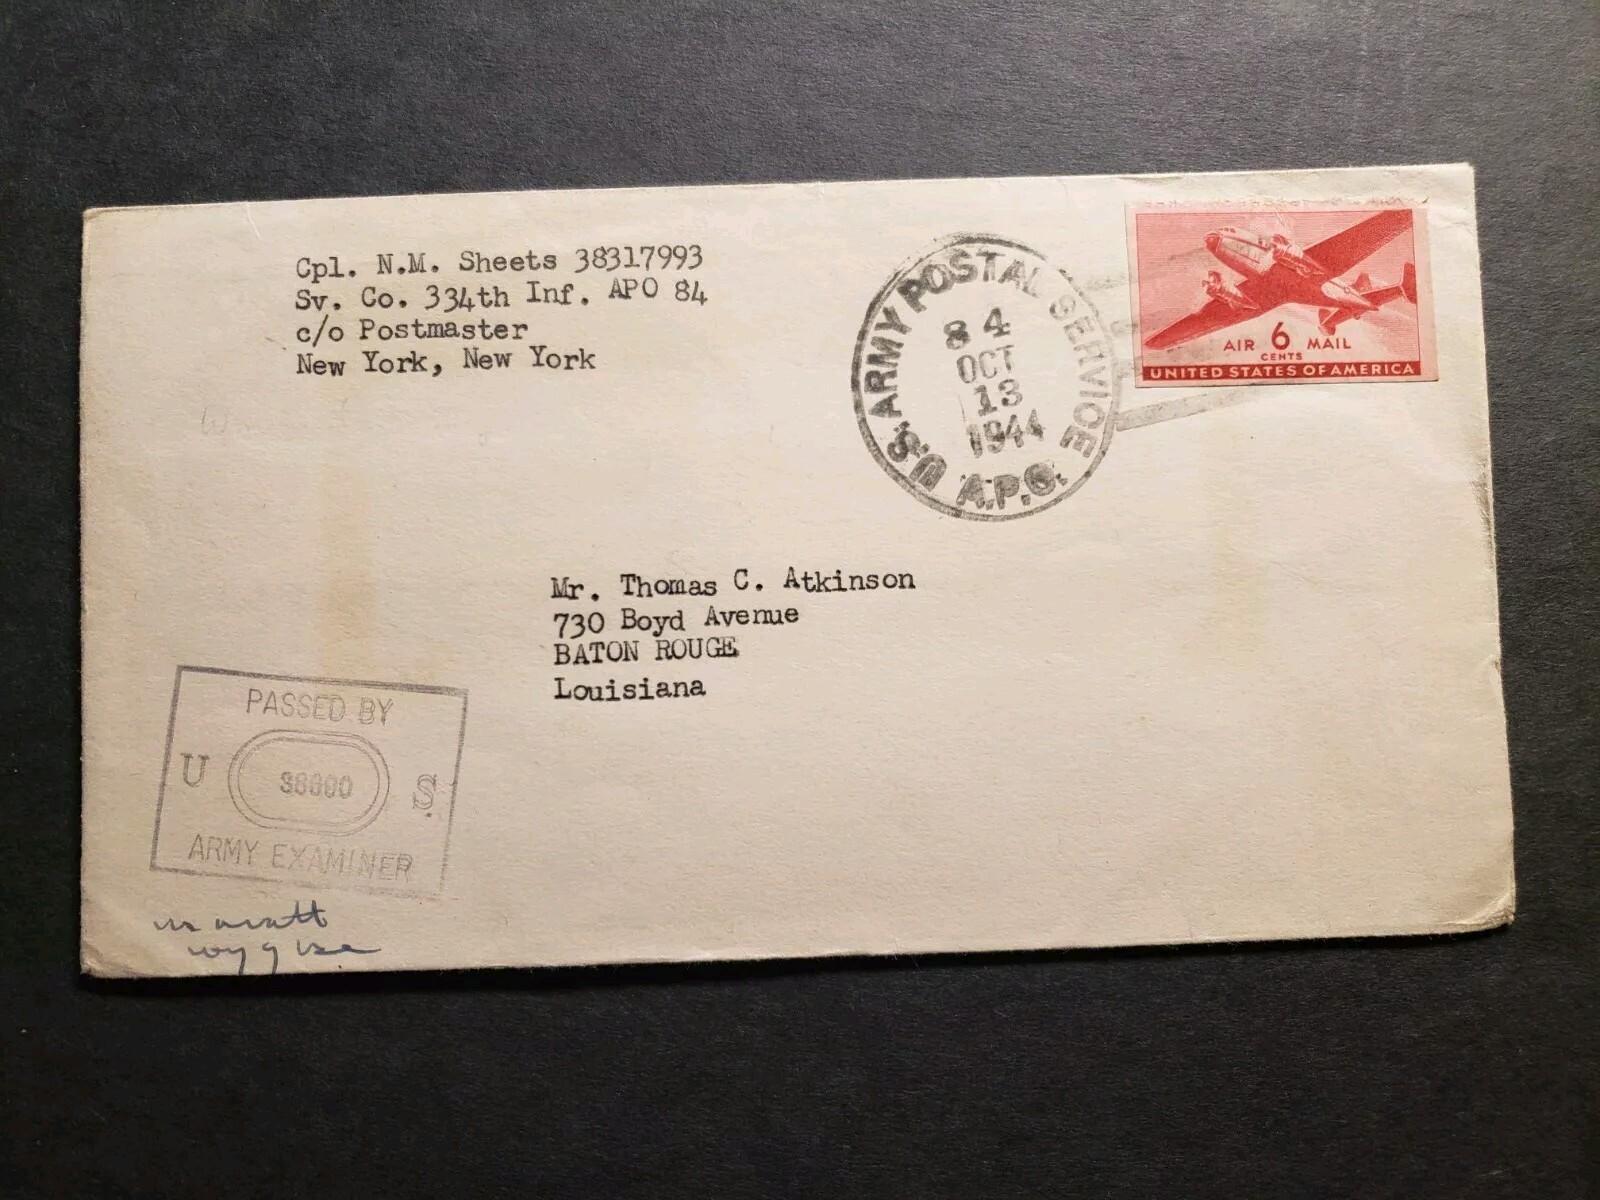 Cpl. N.M. Sheets 38317993
Sv. Co. 334th Inf. APO 84
c/o Postmaster
New York, New York
U.S. ARMY POSTAL SERVICE
84
OCT
13
1944
A.P.O.
AIR 6 MAIL
CENTS
UNITED STATES OF AMERICA
Mr. Thomas C. Atkinson
730 Boyd Avenue
BATON ROUGE
Louisiana
PASSED BY
U S.
ARMY EXAMINER